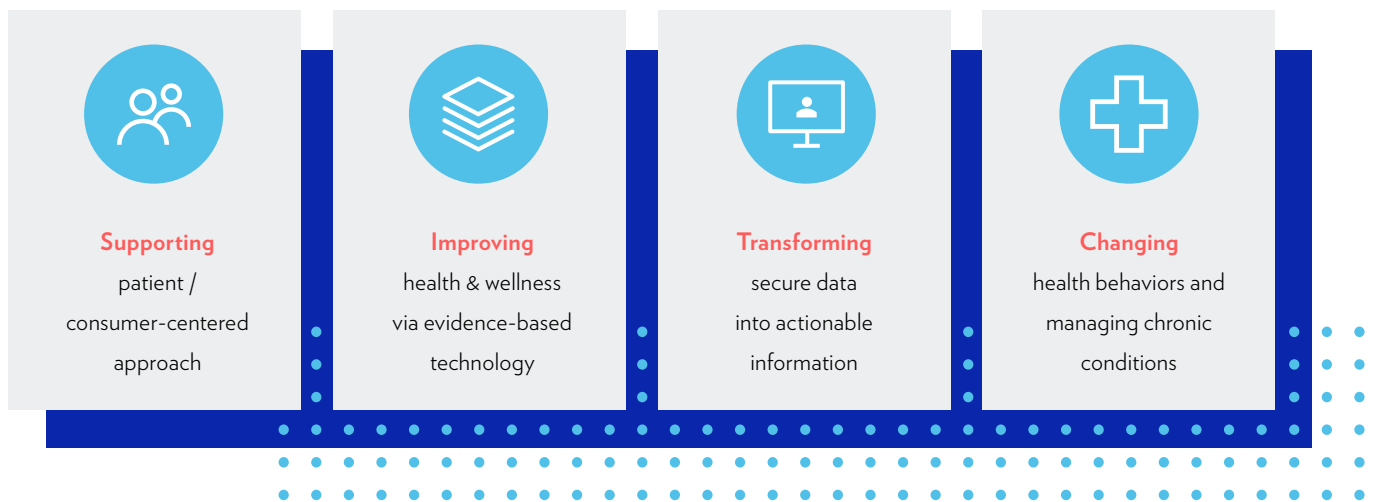 Supporting
patient /
consumer-centered
approach
Improving
health & wellness
via evidence-based
technology
Transforming
secure data
into actionable
information
Changing
health behaviors and
managing chronic
conditions